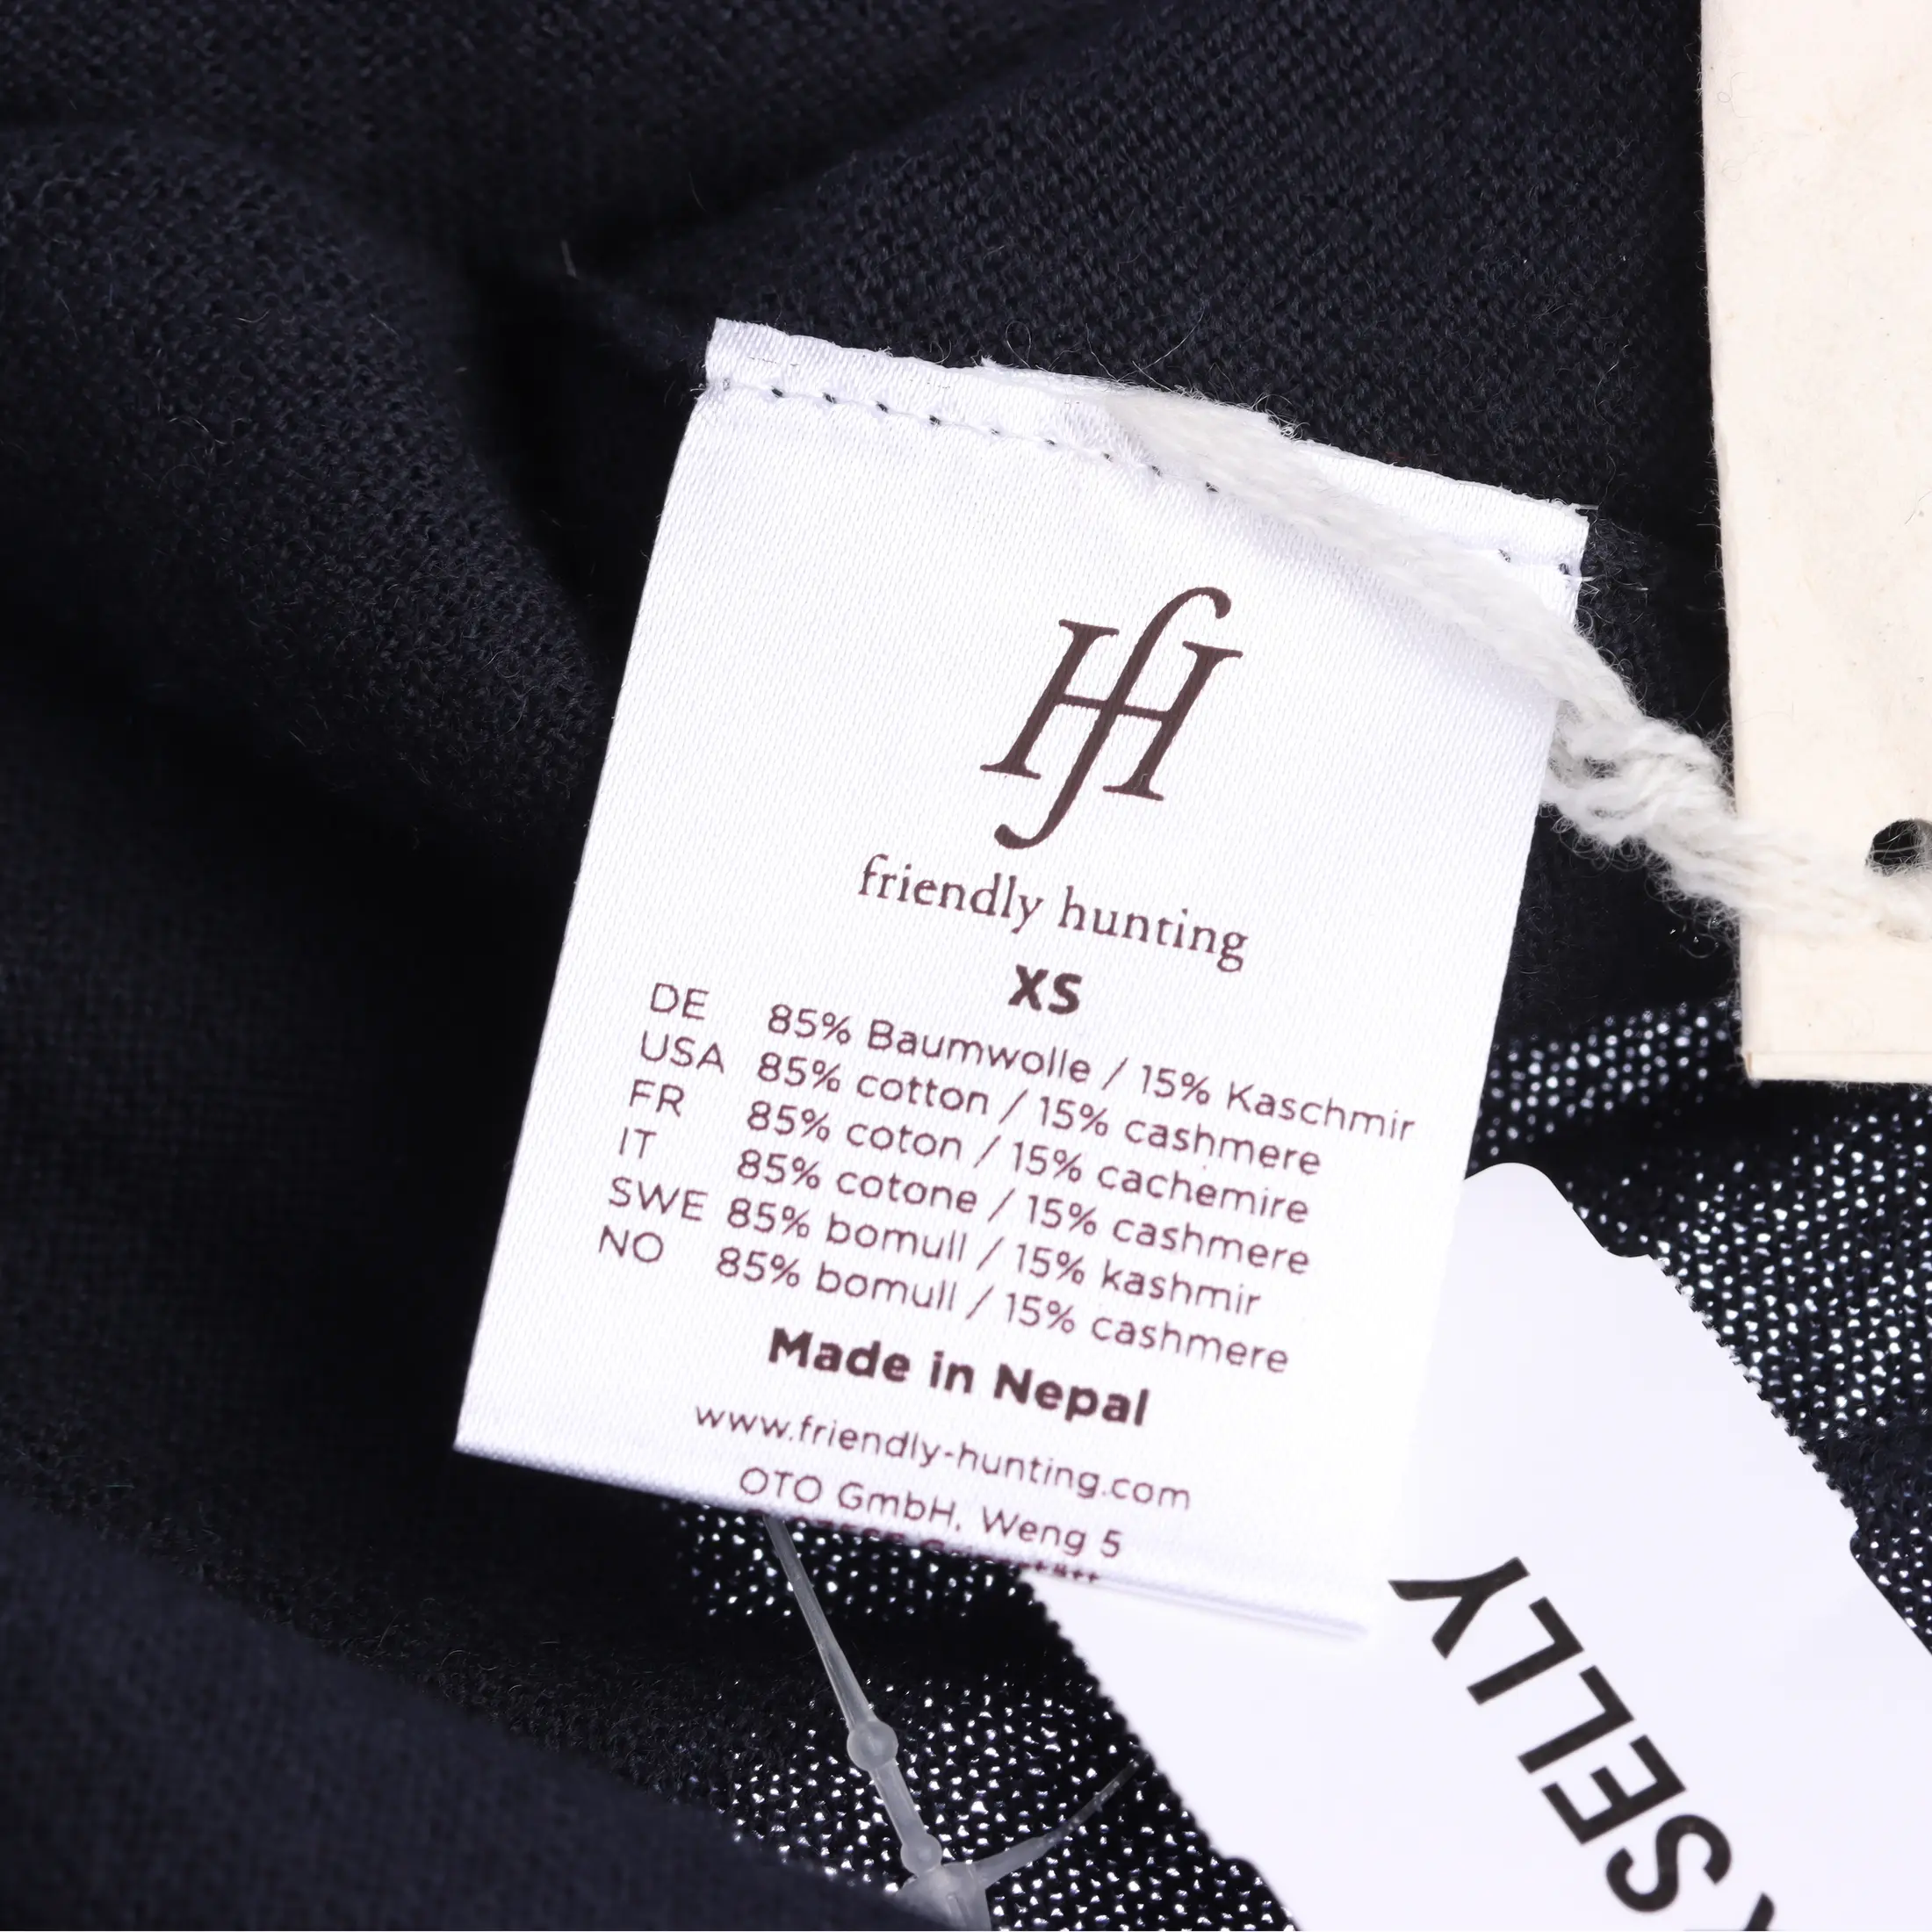 fH
friendly hunting
XS
DE 85% Baumwolle / 15% Kaschmir
USA 85% cotton / 15% cashmere
FR 85% coton / 15% cachemire
IT 85% cotone / 15% cashmere
SWE 85% bomull / 15% kashmir
NO 85% bomull / 15% cashmere
Made in Nepal
www.friendly-hunting.com
OTO GmbH, Weng 5
SELLY